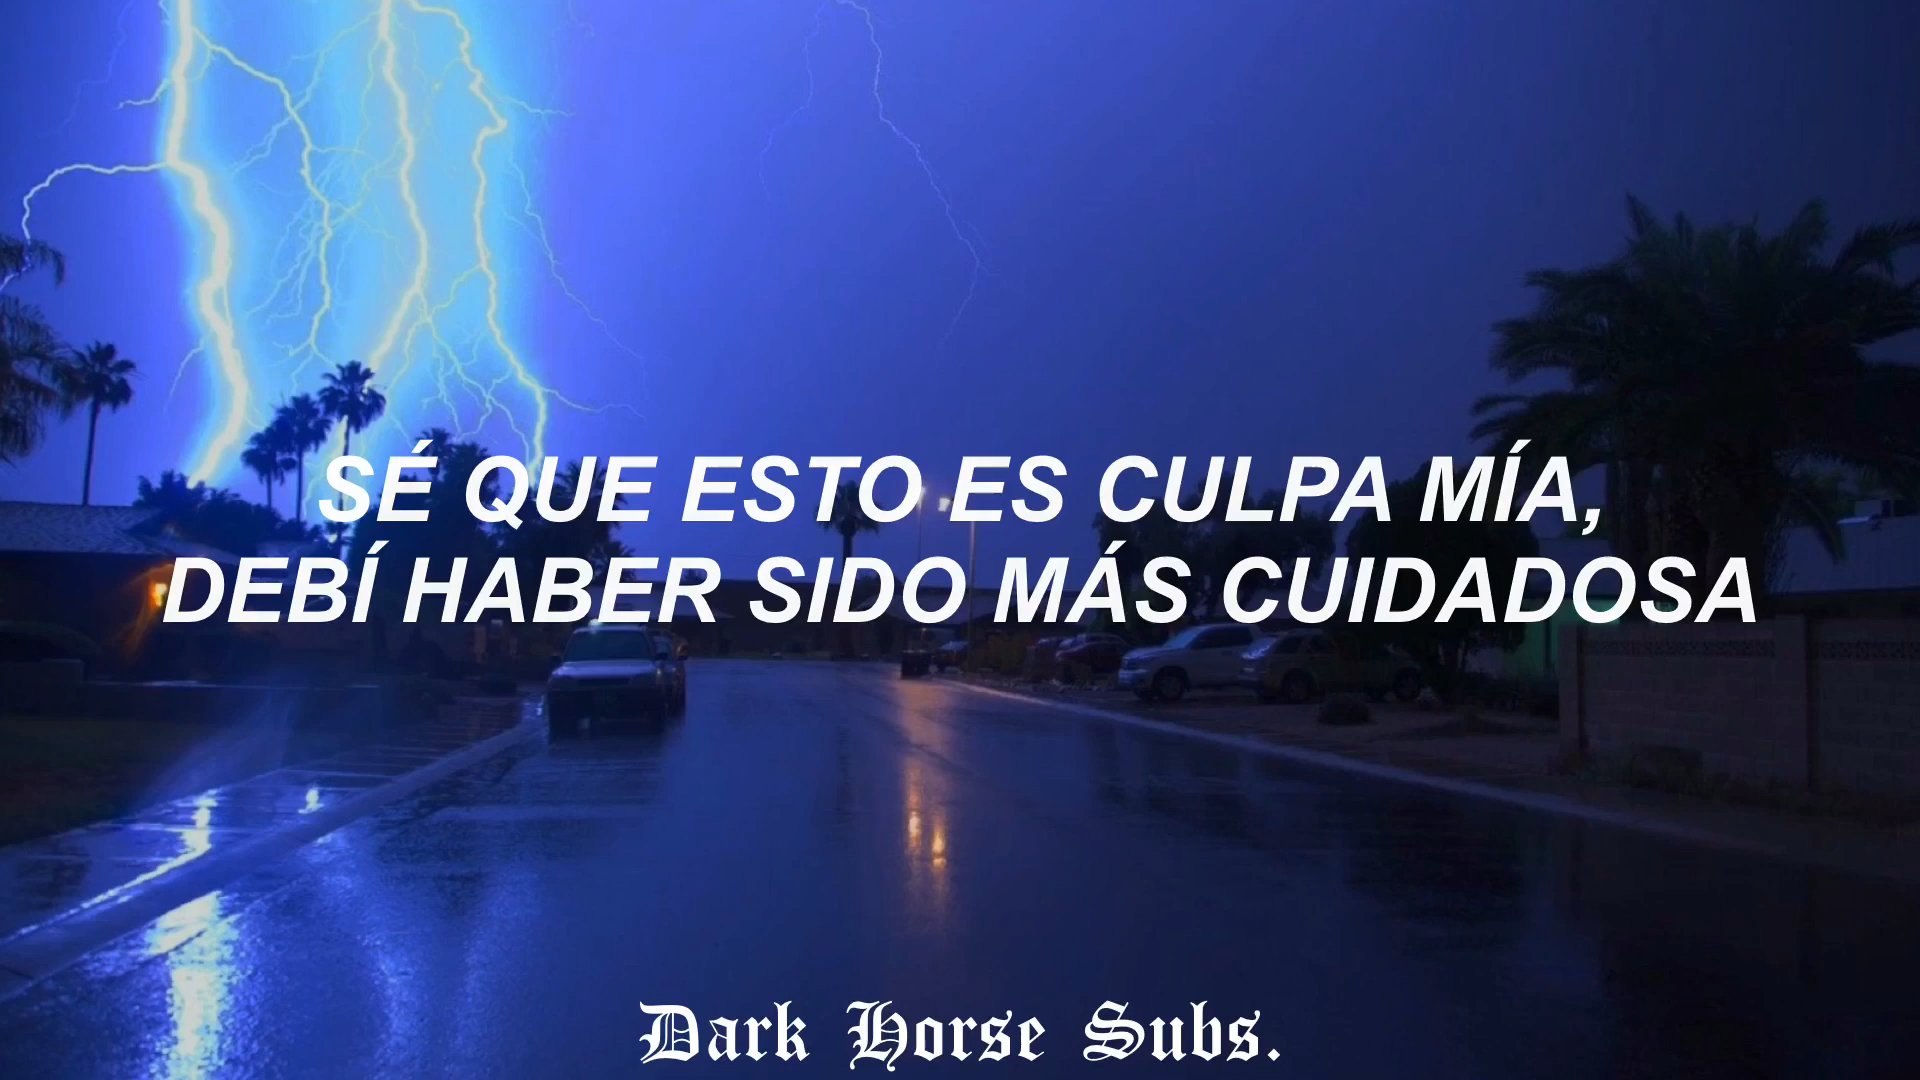 SÉ QUE ESTO ES CULPA MÍA,
DEBÍ HABER SIDO MÁS CUIDADOSA
Dark Horse Subs.